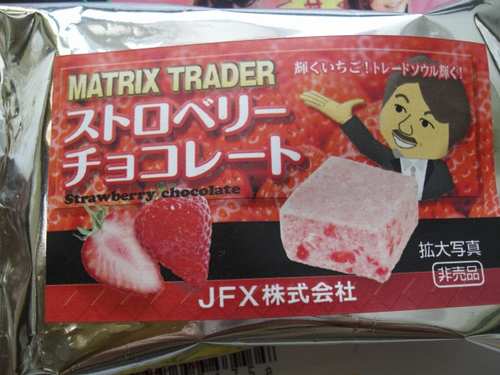 MATRIX TRADER
輝くいちご!トレードソウル輝く!
ストロベリー
チョコレート
Strawberry chocolate
拡大写真
非売品
JFX株式会社